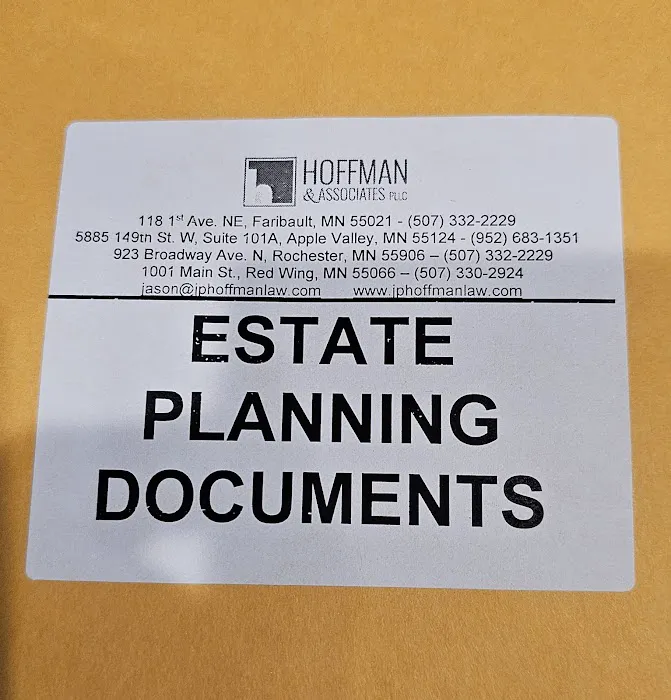 HOFFMAN
& ASSOCIATES PLLC
118 1st Ave. NE, Faribault, MN 55021 - (507) 332-2229
5885 149th St. W, Suite 101A, Apple Valley, MN 55124 - (952) 683-1351
923 Broadway Ave. N, Rochester, MN 55906 – (507) 332-2229
1001 Main St., Red Wing, MN 55066 – (507) 330-2924
jason@jphoffmanlaw.com www.jphoffmanlaw.com
ESTATE
PLANNING
DOCUMENTS